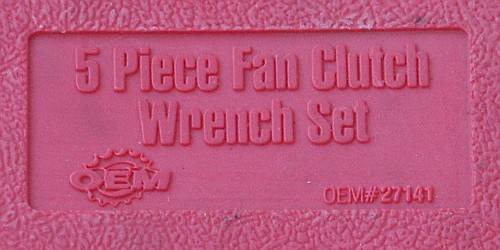 5 Piece Fan Clutch
Wrench Set
OEM
OEM#27141